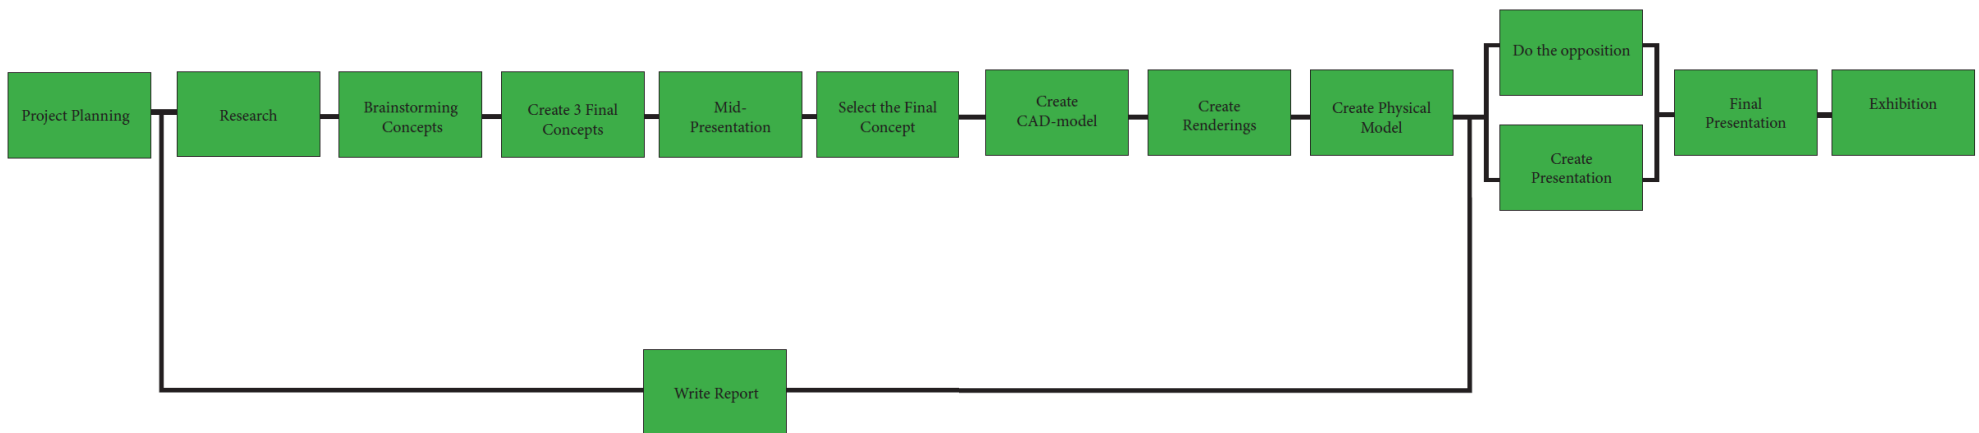 Project Planning
Research
Brainstorming
Concepts
Create 3 Final
Concepts
Mid-
Presentation
Select the Final
Concept
Create
CAD-model
Create
Renderings
Create Physical
Model
Do the opposition
Create
Presentation
Final
Presentation
Exhibition
Write Report